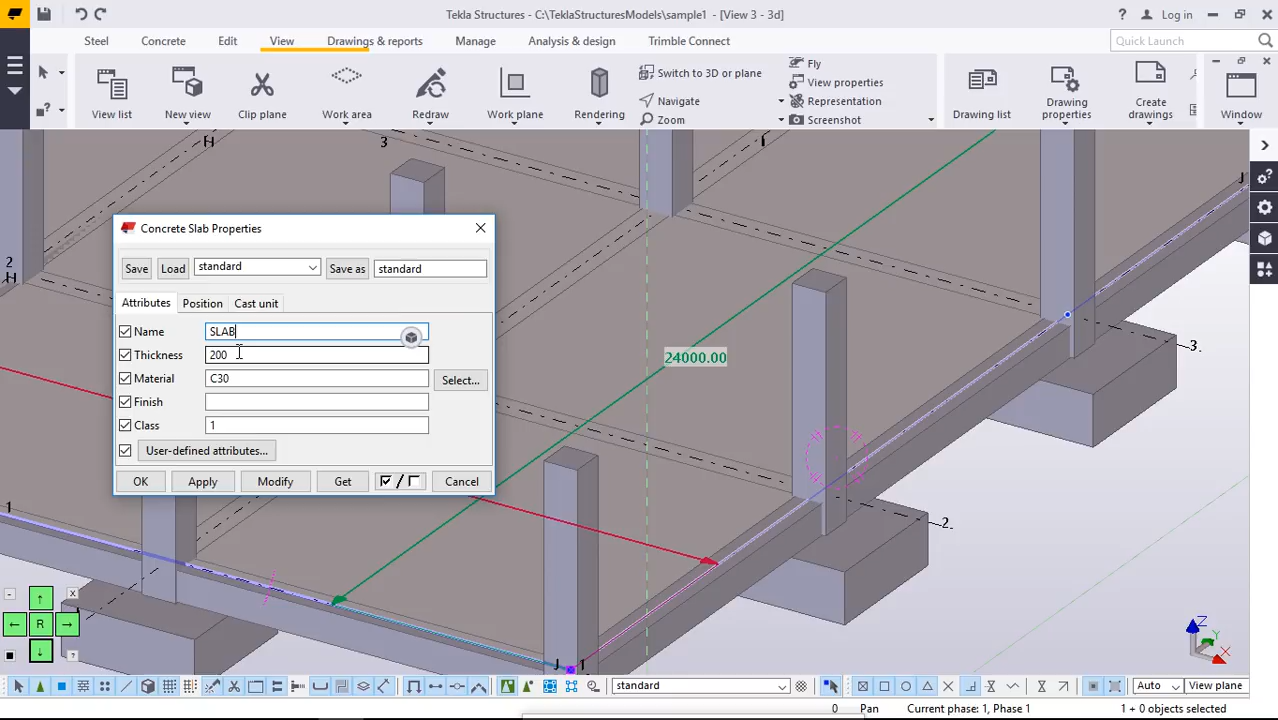 Tekla Structures - C:\TeklaStructuresModels\sample1 - [View 3 - 3d]
Log in
Steel Concrete Edit View Drawings & reports Manage Analysis & design Trimble Connect
Quick Launch
View list
New view
Clip plane
Work area
Redraw
Work plane
Rendering
Switch to 3D or plane
Navigate
Zoom
Fly
View properties
Representation
Screenshot
Drawing list
Drawing properties
Create drawings
Window
H
3
I
J
2
H
Concrete Slab Properties
Save Load standard Save as standard
Attributes Position Cast unit
Name SLAB
Thickness 200
Material C30 Select...
Finish
Class 1
User-defined attributes...
OK Apply Modify Get / Cancel
24000.00
3.
2.
1
J 1
R
X
?
Z
Y
X
standard
Auto
View plane
0 Pan Current phase: 1, Phase 1 1 + 0 objects selected